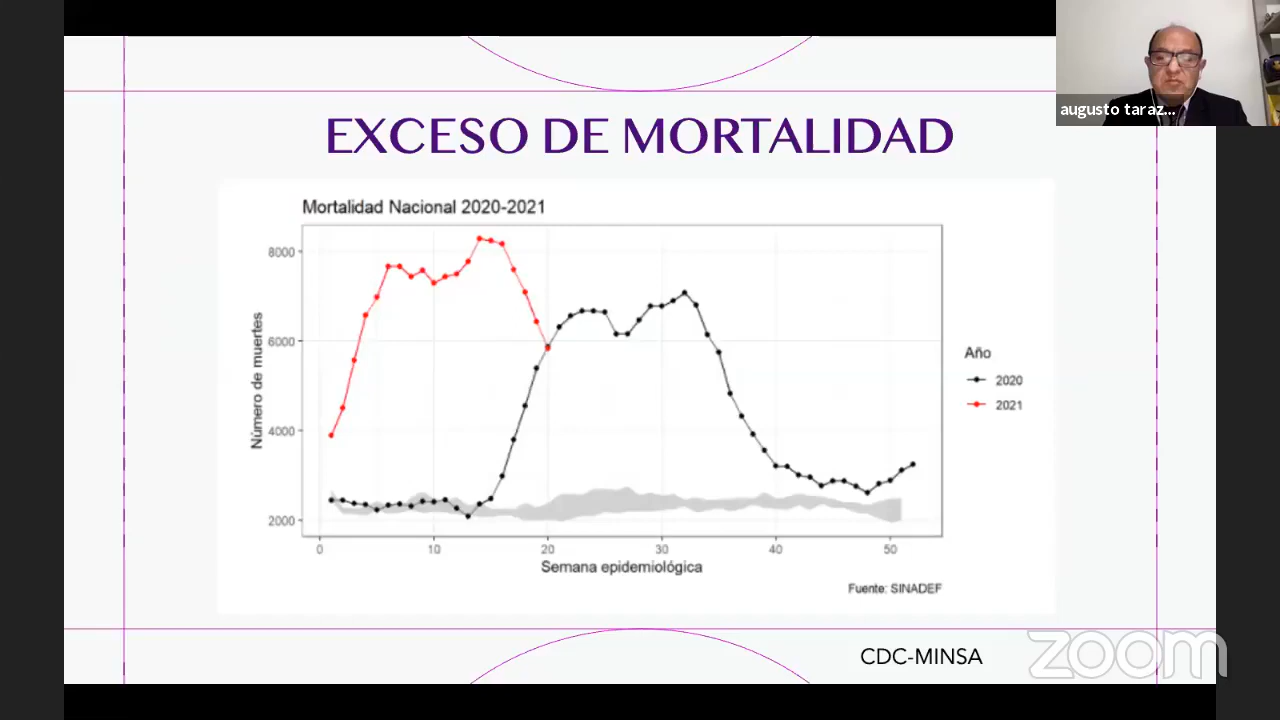 augusto taraz...
EXCESO DE MORTALIDAD
Mortalidad Nacional 2020-2021
Número de muertes
8000
6000
4000
2000
0 10 20 30 40 50
Semana epidemiológica
Año
2020
2021
Fuente: SINADEF
CDC-MINSA
zoom